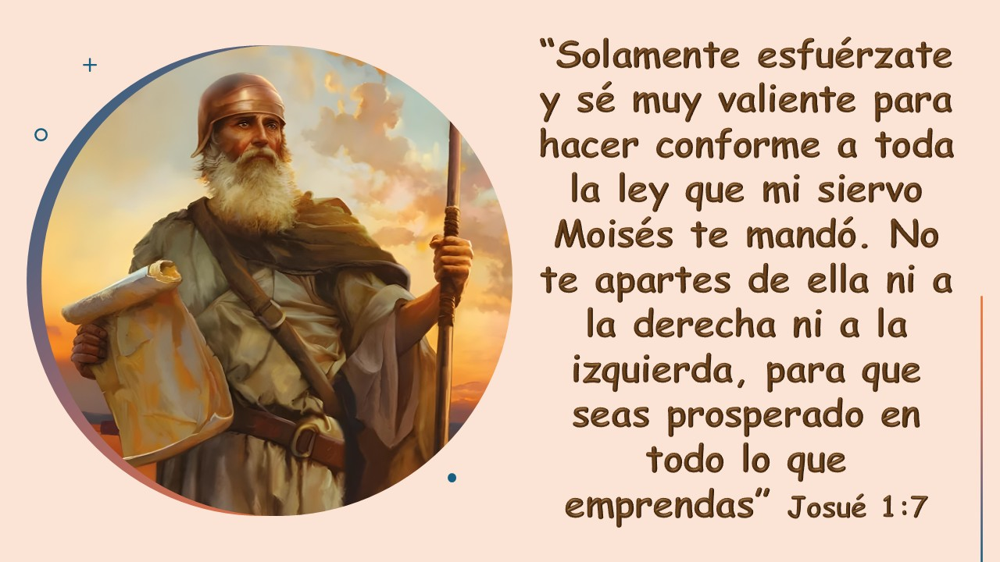 “Solamente esfuérzate
y sé muy valiente para
hacer conforme a toda
la ley que mi siervo
Moisés te mandó. No
te apartes de ella ni a
la derecha ni a la
izquierda, para que
seas prosperado en
todo lo que
emprendas” Josué 1:7